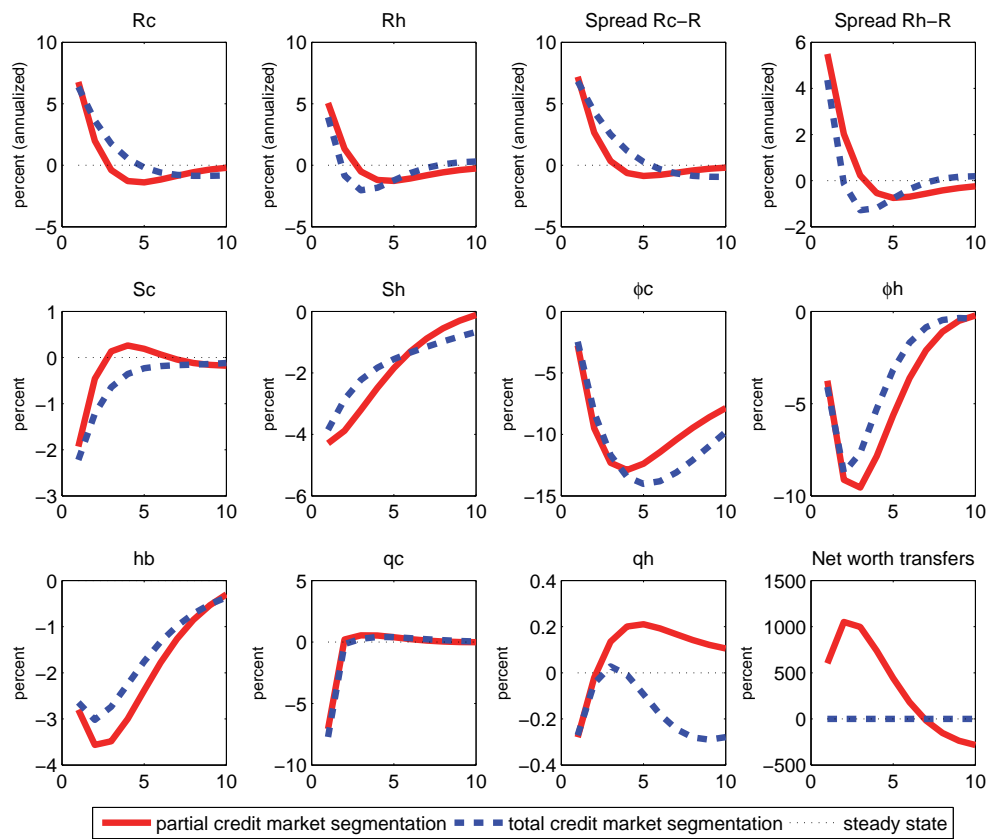 Rc Rh Spread Rc−R Spread Rh−R
10 10 15 6
percent (annualized) percent (annualized) percent (annualized) percent (annualized)
5 5 10 4
5 2
0 0 0 0
−5 −5 −5 −2
0 5 10 0 5 10 0 5 10 0 5 10
Sc Sh ϕc ϕh
1 0 0 0
0
percent percent percent percent
−1 −2 −5 −5
−2 −4 −10
−3 −6 −15 −10
0 5 10 0 5 10 0 5 10 0 5 10
hb qc qh Net worth transfers
0 5 0.4 1500
−1 0.2 1000
percent percent percent percent
−2 0 0 500
−3 −5 −0.2 0
−4 −10 −0.4 −500
0 5 10 0 5 10 0 5 10 0 5 10
partial credit market segmentation total credit market segmentation steady state